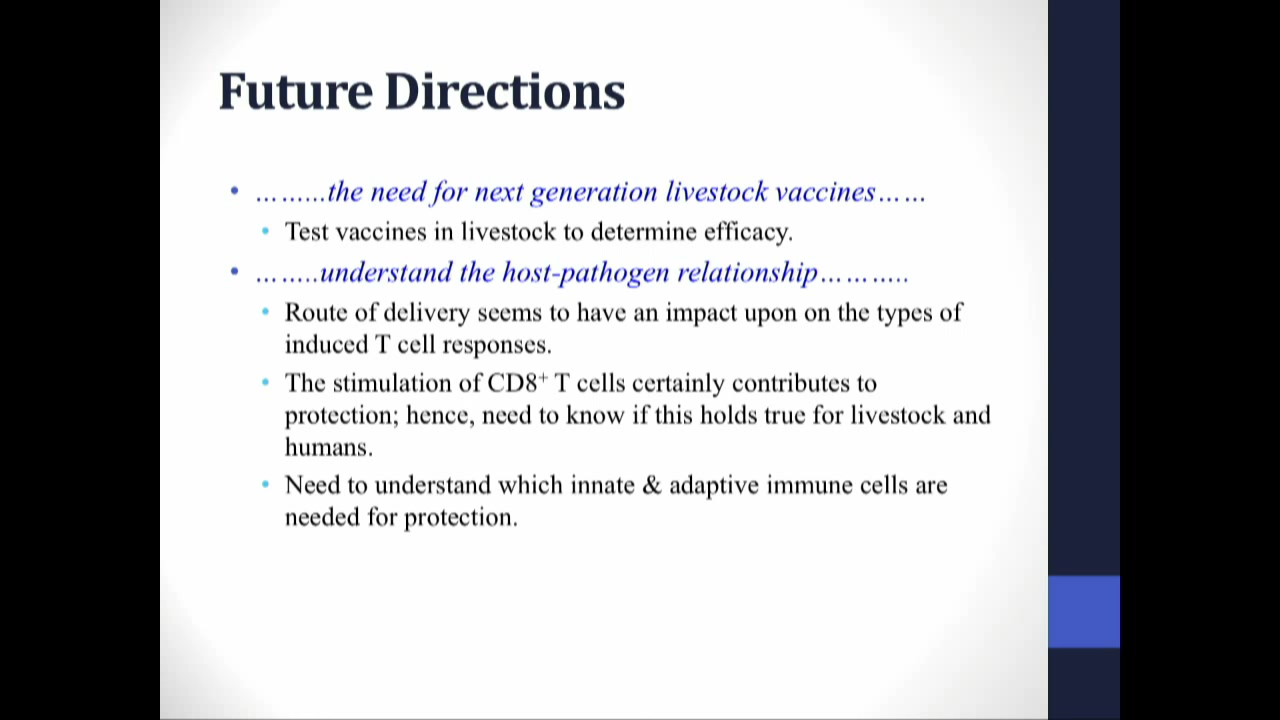 Future Directions
• ………the need for next generation livestock vaccines……
• Test vaccines in livestock to determine efficacy.
• ……..understand the host-pathogen relationship………..
• Route of delivery seems to have an impact upon on the types of
induced T cell responses.
• The stimulation of CD8⁺ T cells certainly contributes to
protection; hence, need to know if this holds true for livestock and
humans.
• Need to understand which innate & adaptive immune cells are
needed for protection.